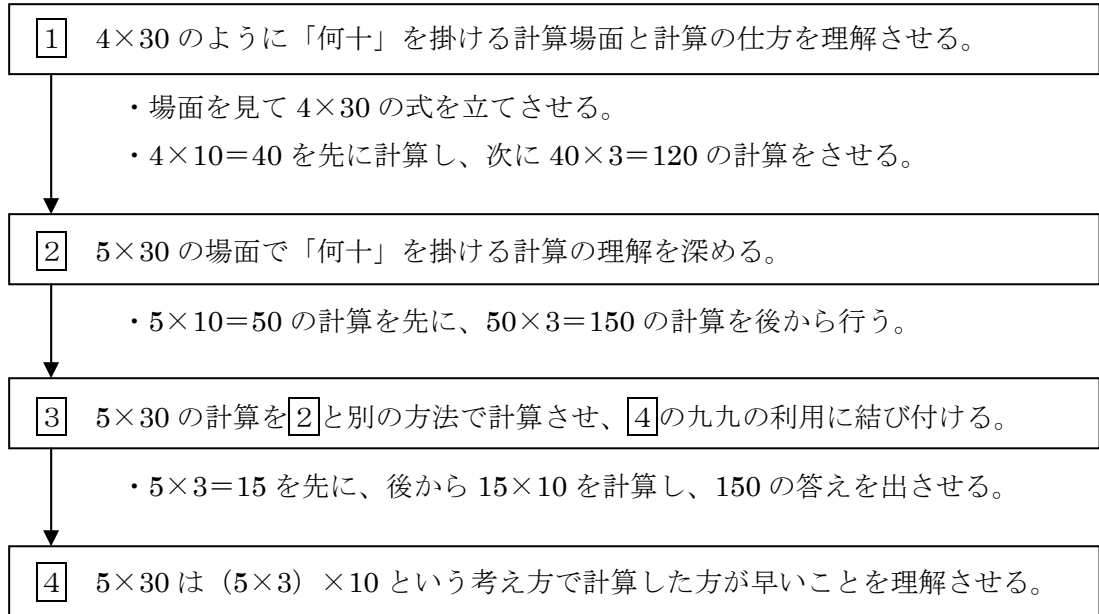 1 4×30 のように「何十」を掛ける計算場面と計算の仕方を理解させる。
・場面を見て 4×30 の式を立てさせる。
・4×10＝40 を先に計算し、次に 40×3＝120 の計算をさせる。
2 5×30 の場面で「何十」を掛ける計算の理解を深める。
・5×10＝50 の計算を先に、50×3＝150 の計算を後から行う。
3 5×30 の計算を2と別の方法で計算させ、4の九九の利用に結び付ける。
・5×3＝15 を先に、後から 15×10 を計算し、150 の答えを出させる。
4 5×30 は（5×3）×10 という考え方で計算した方が早いことを理解させる。